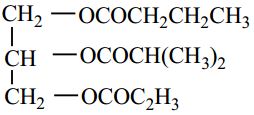 CH₂ — OCOCH₂CH₂CH₃
CH — OCOCH(CH₃)₂
CH₂ — OCOC₂H₃